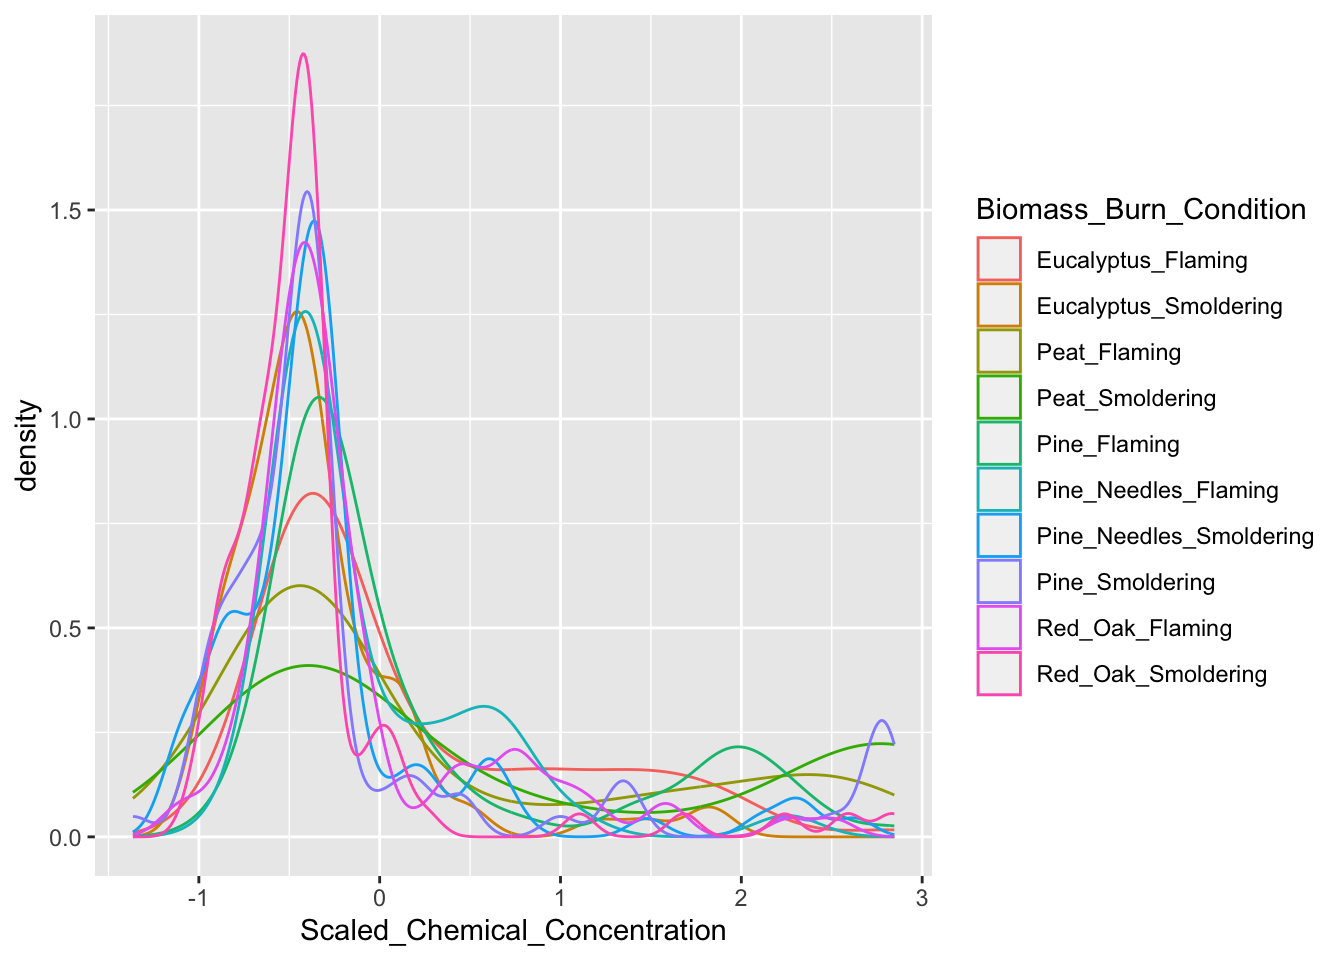 density
1.5
1.0
0.5
0.0
-1
0
1
2
3
Scaled_Chemical_Concentration
Biomass_Burn_Condition
Eucalyptus_Flaming
Eucalyptus_Smoldering
Peat_Flaming
Peat_Smoldering
Pine_Flaming
Pine_Needles_Flaming
Pine_Needles_Smoldering
Pine_Smoldering
Red_Oak_Flaming
Red_Oak_Smoldering